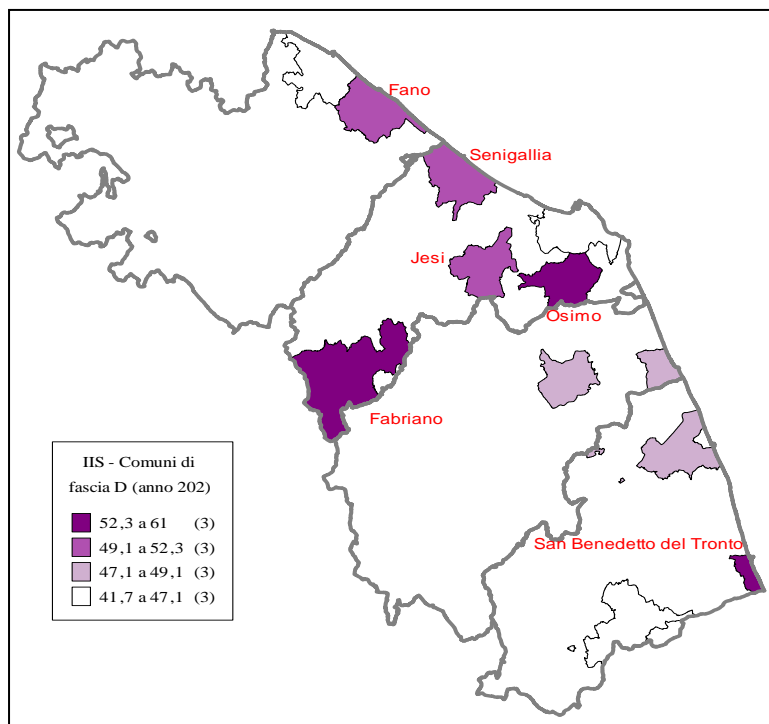 Fano
Senigallia
Jesi
Osimo
Fabriano
San Benedetto del Tronto
IIS - Comuni di
fascia D (anno 202)
52,3 a 61 (3)
49,1 a 52,3 (3)
47,1 a 49,1 (3)
41,7 a 47,1 (3)